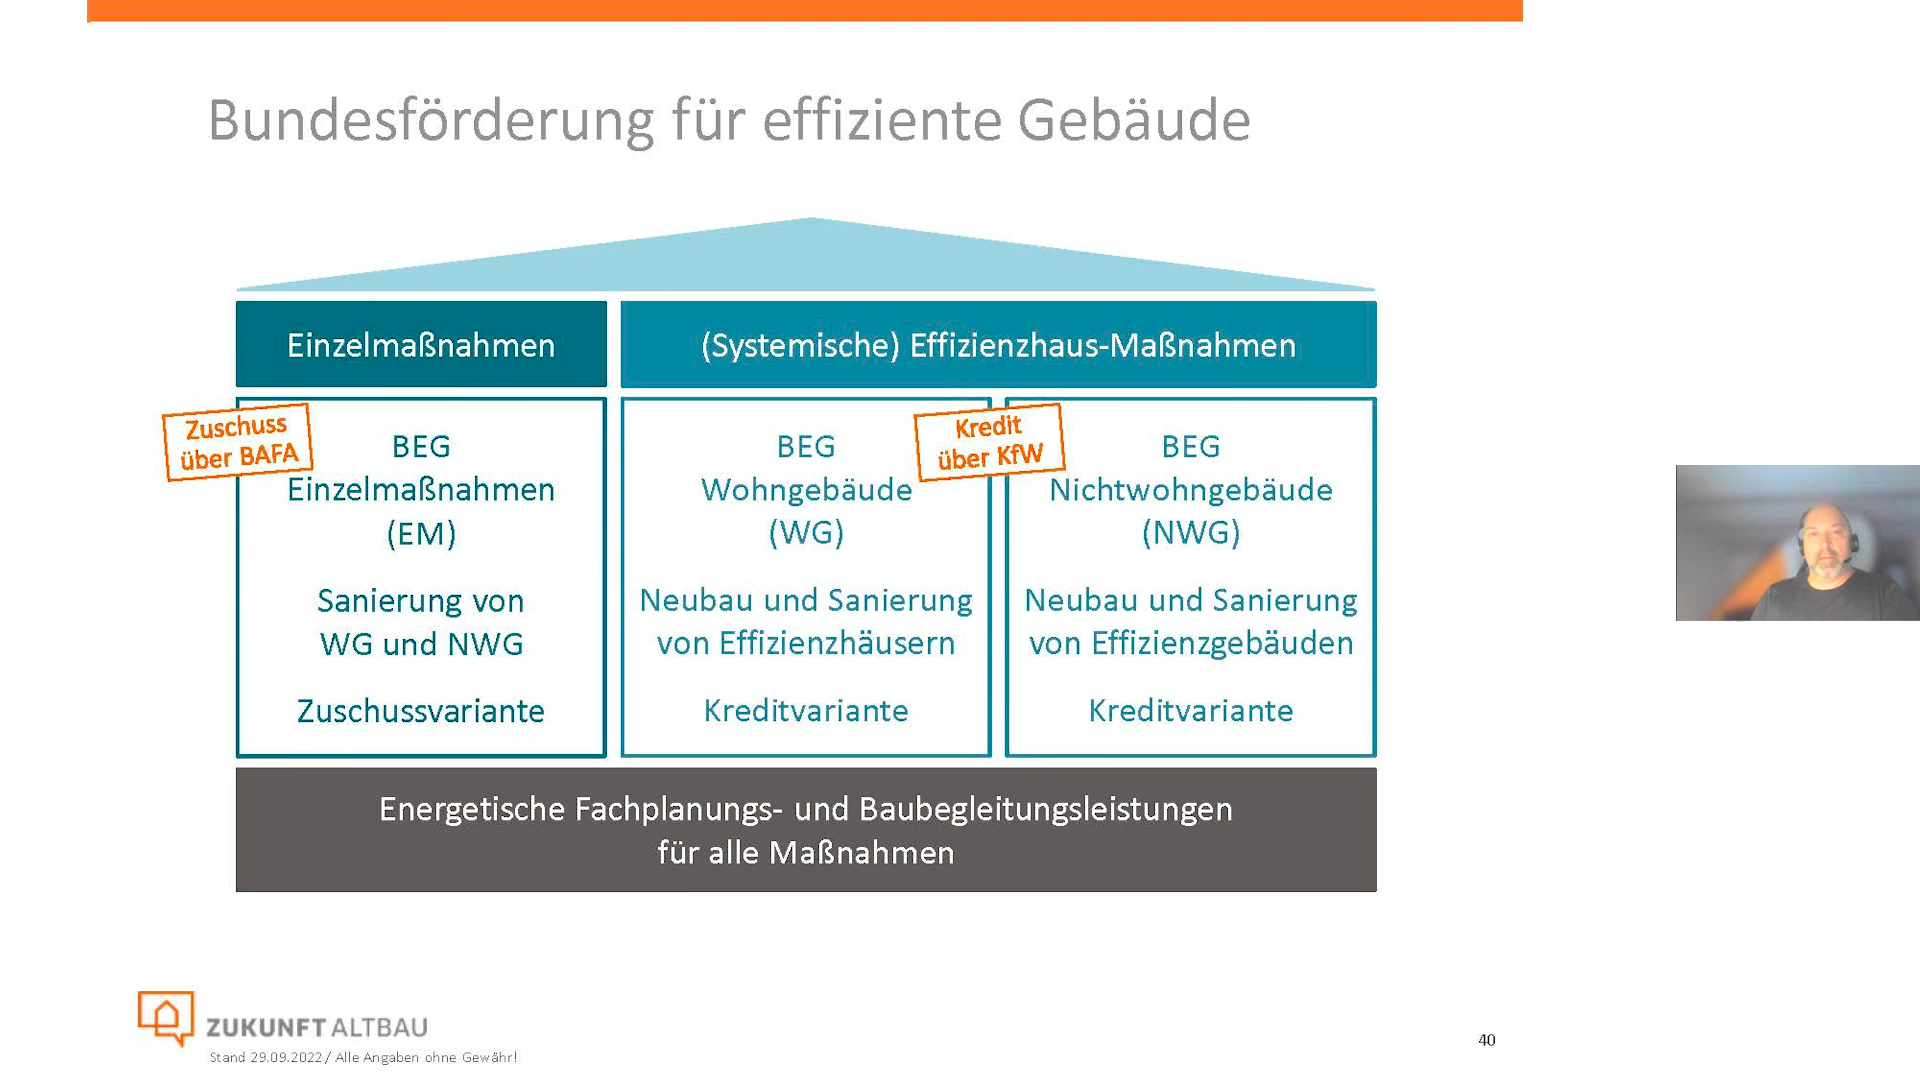 Bundesförderung für effiziente Gebäude
Einzelmaßnahmen
(Systemische) Effizienzhaus-Maßnahmen
Zuschuss
über BAFA
BEG
Einzelmaßnahmen
(EM)
Sanierung von
WG und NWG
Zuschussvariante
BEG
Wohngebäude
(WG)
Neubau und Sanierung
von Effizienzhäusern
Kreditvariante
Kredit
über KfW
BEG
Nichtwohngebäude
(NWG)
Neubau und Sanierung
von Effizienzgebäuden
Kreditvariante
Energetische Fachplanungs- und Baubegleitungsleistungen
für alle Maßnahmen
ZUKUNFT ALTBAU
Stand 29.09.2022 / Alle Angaben ohne Gewähr!
40